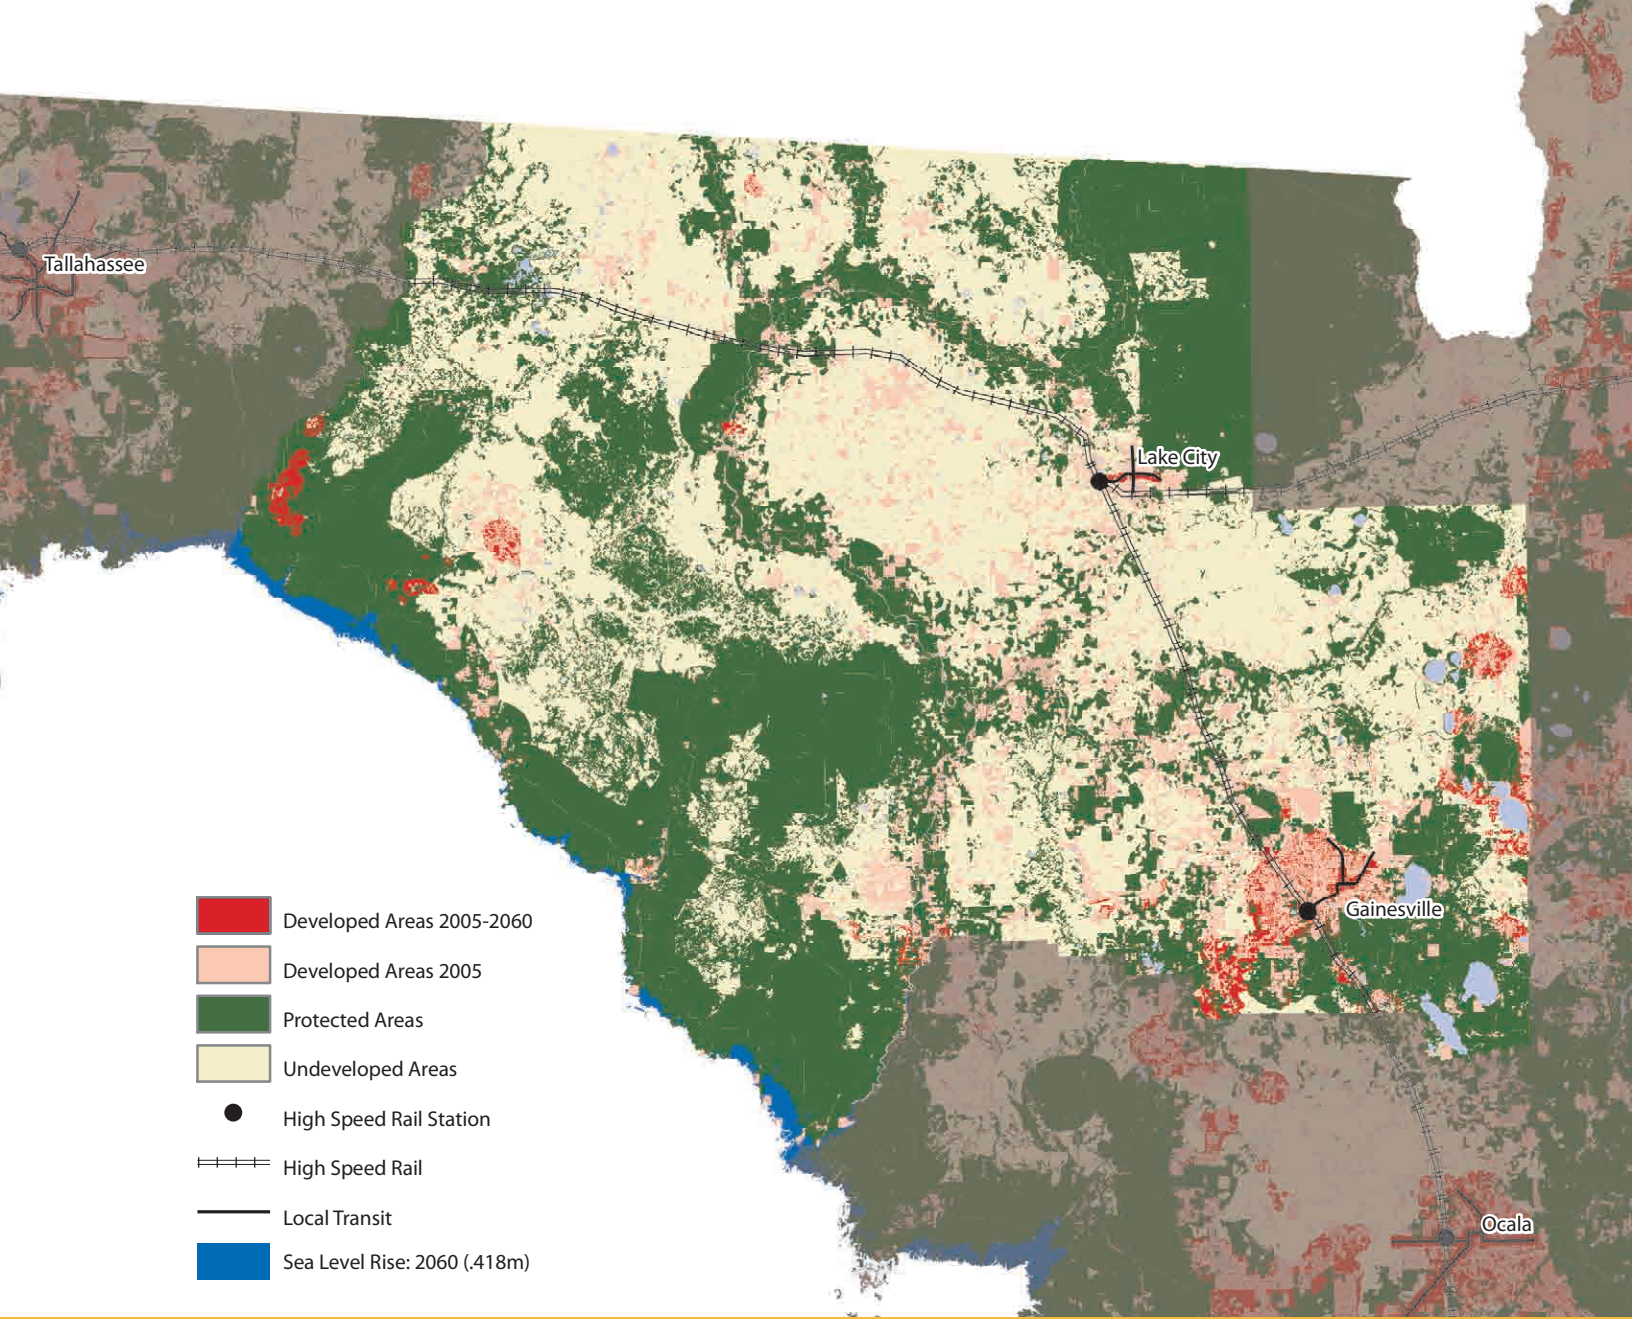 Tallahassee
Lake City
Gainesville
Ocala
Developed Areas 2005-2060
Developed Areas 2005
Protected Areas
Undeveloped Areas
High Speed Rail Station
High Speed Rail
Local Transit
Sea Level Rise: 2060 (.418m)